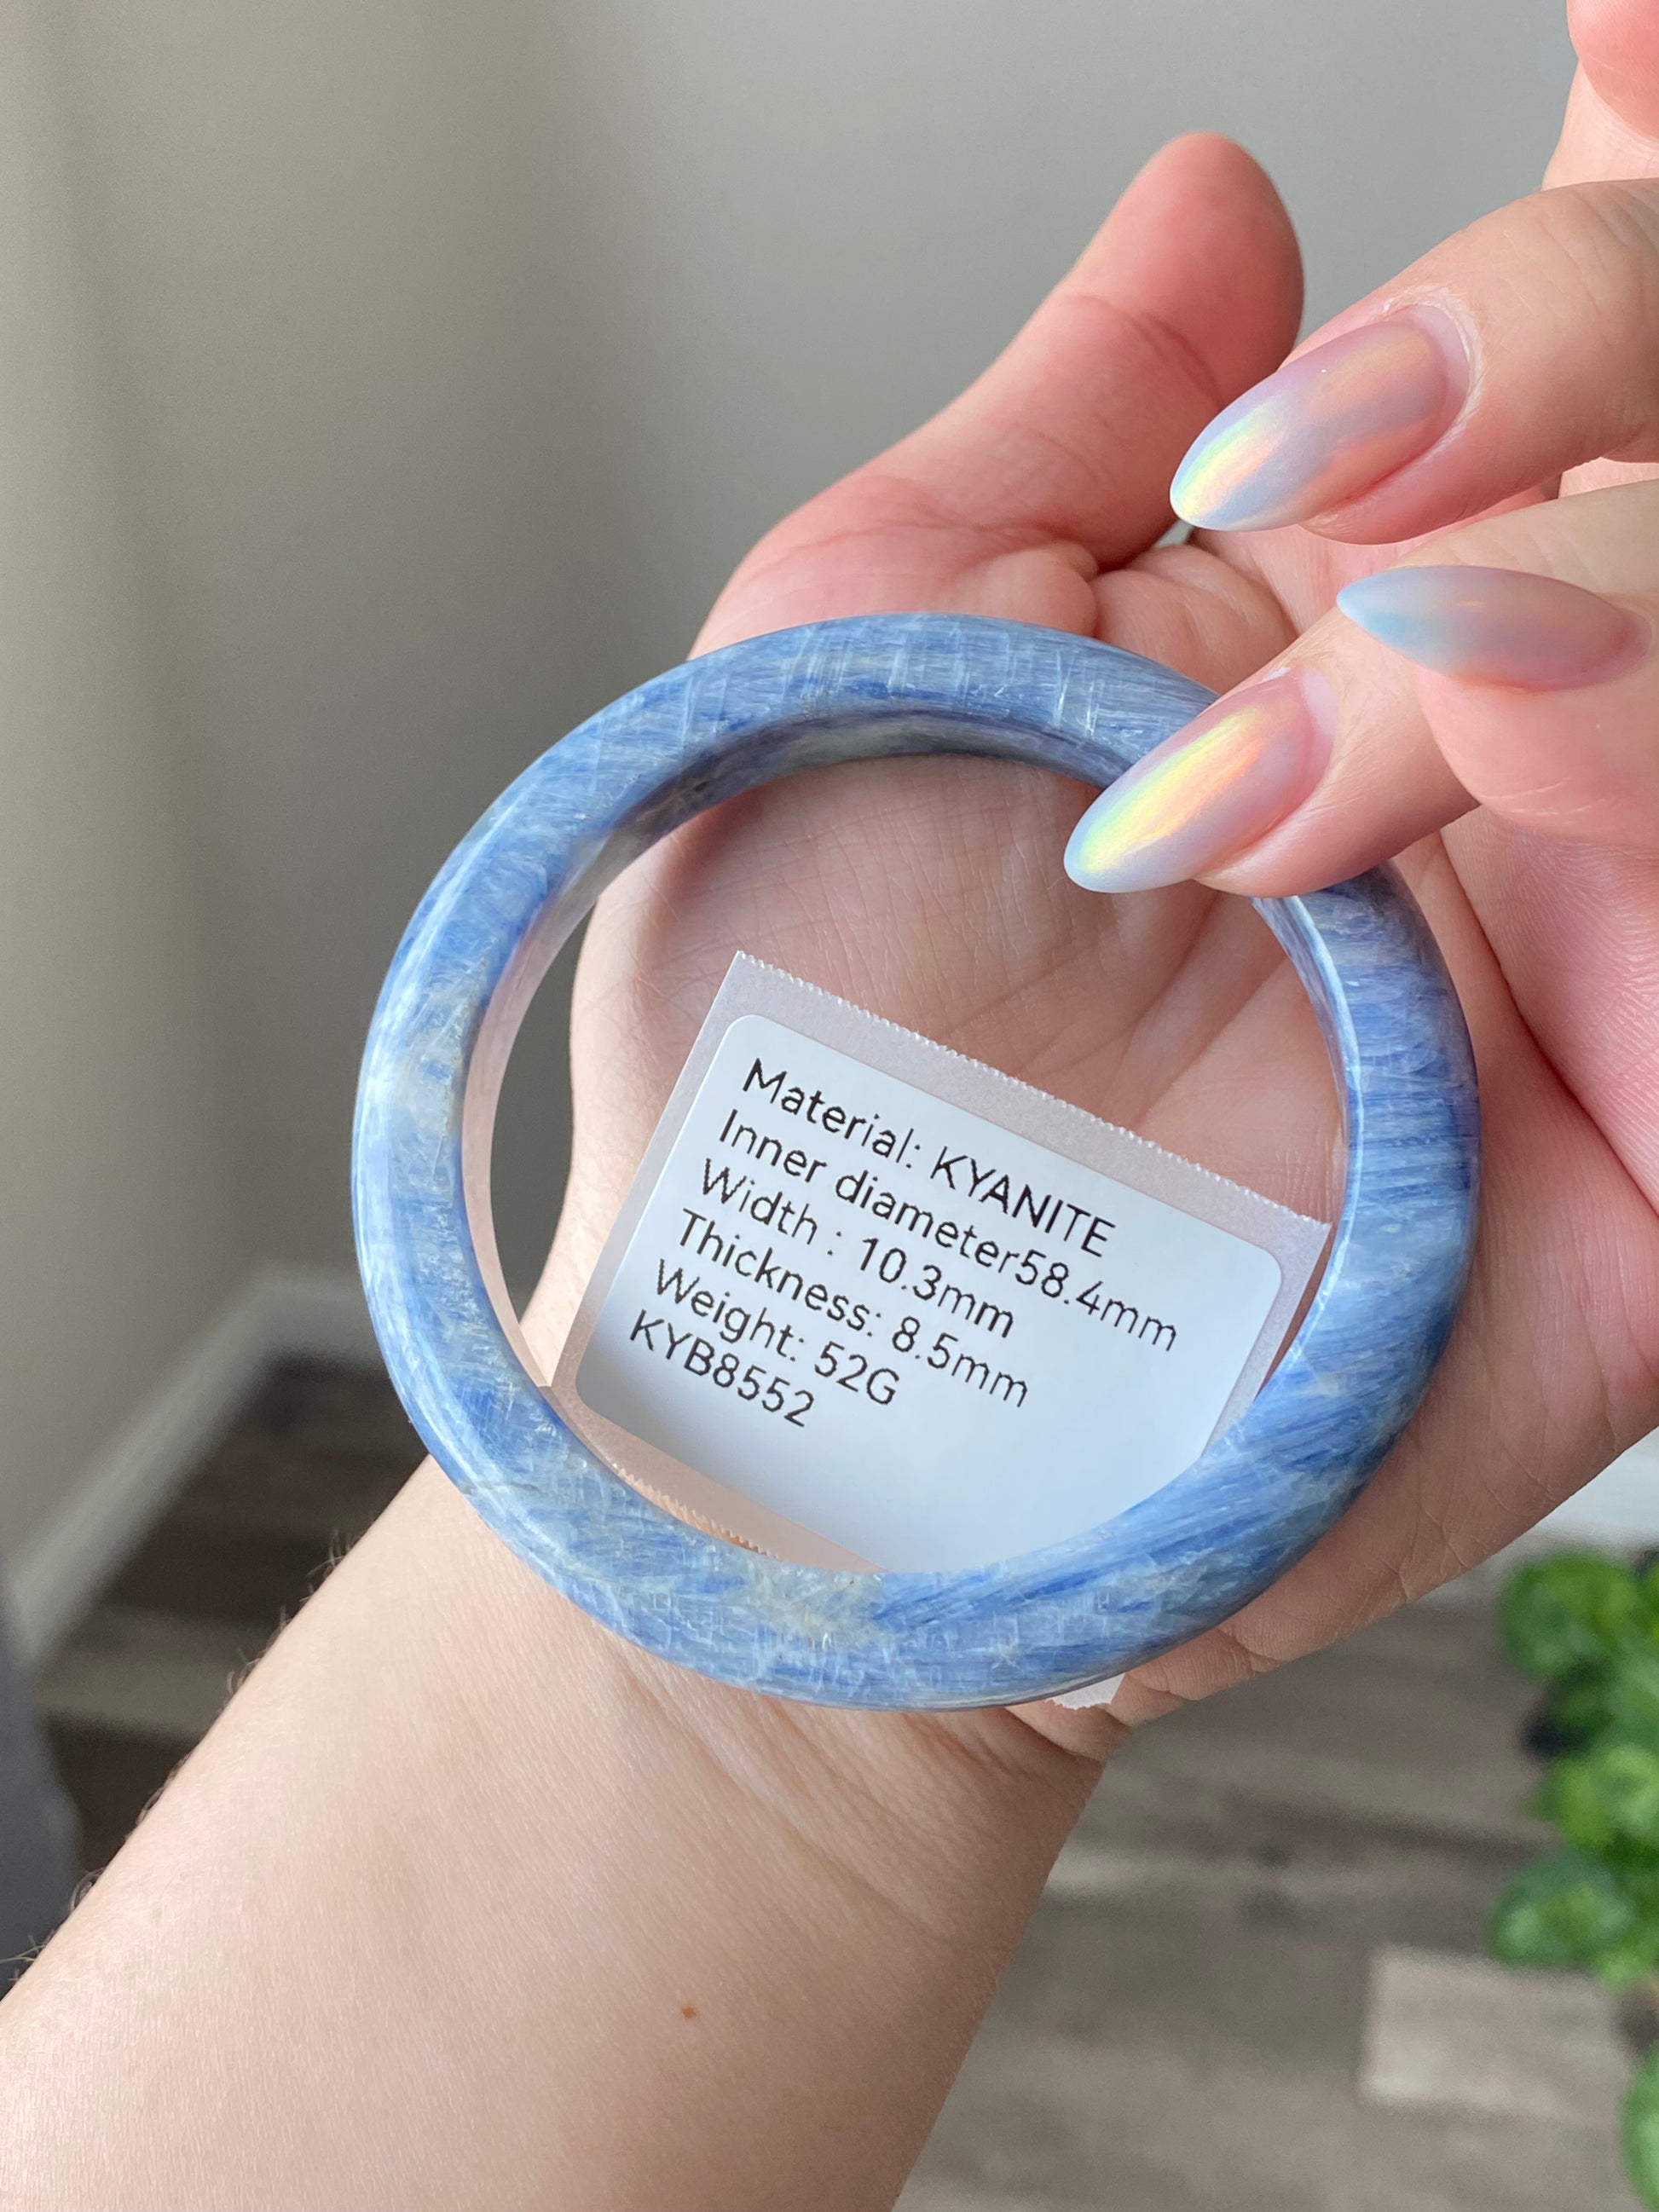 Material: KYANITE
Inner diameter58.4mm
Width : 10.3mm
Thickness: 8.5mm
Weight: 52G
KYB8552